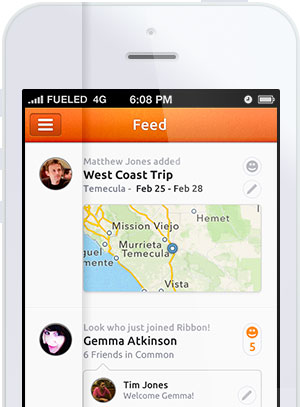 FUELED 4G 6:08 PM
Feed
Matthew Jones added
West Coast Trip
Temecula - Feb 25 - Feb 28
Hemet
Mission Viejo
Murrieta
Temecula
guel
lemente
Vista
Look who just joined Ribbon!
Gemma Atkinson
6 Friends in Common
5
Tim Jones
Welcome Gemma!